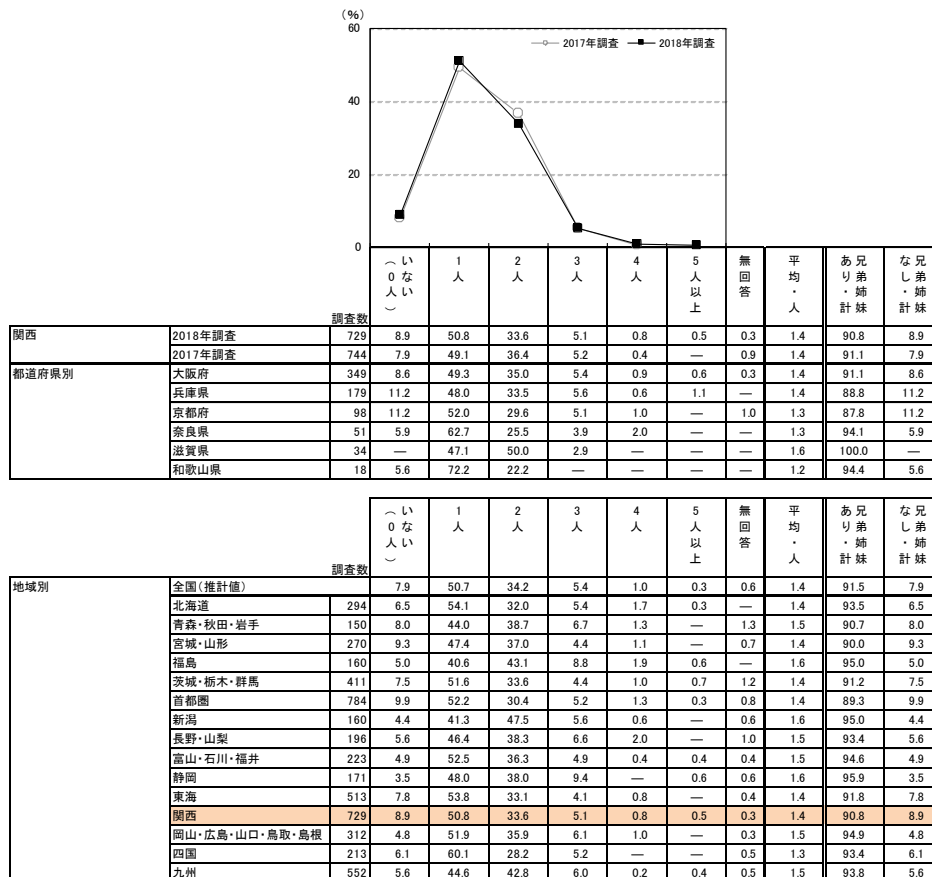 (%)
60
2017年調査 2018年調査
40
20
0
調査数 いない(0人) 1人 2人 3人 4人 5人以上 無回答 平均・人 兄弟姉妹あり・計 兄弟姉妹なし・計
関西 2018年調査 729 8.9 50.8 33.6 5.1 0.8 0.5 0.3 1.4 90.8 8.9
2017年調査 744 7.9 49.1 36.4 5.2 0.4 — 0.9 1.4 91.1 7.9
都道府県別 大阪府 349 8.6 49.3 35.0 5.4 0.9 0.6 0.3 1.4 91.1 8.6
兵庫県 179 11.2 48.0 33.5 5.6 0.6 1.1 — 1.4 88.8 11.2
京都府 98 11.2 52.0 29.6 5.1 1.0 — 1.0 1.3 87.8 11.2
奈良県 51 5.9 62.7 25.5 3.9 2.0 — — 1.3 94.1 5.9
滋賀県 34 — 47.1 50.0 2.9 — — — 1.6 100.0 —
和歌山県 18 5.6 72.2 22.2 — — — — 1.2 94.4 5.6
調査数 いない(0人) 1人 2人 3人 4人 5人以上 無回答 平均・人 兄弟姉妹あり・計 兄弟姉妹なし・計
地域別 全国(推計値) 7.9 50.7 34.2 5.4 1.0 0.3 0.6 1.4 91.5 7.9
北海道 294 6.5 54.1 32.0 5.4 1.7 0.3 — 1.4 93.5 6.5
青森・秋田・岩手 150 8.0 44.0 38.7 6.7 1.3 — 1.3 1.5 90.7 8.0
宮城・山形 270 9.3 47.4 37.0 4.4 1.1 — 0.7 1.4 90.0 9.3
福島 160 5.0 40.6 43.1 8.8 1.9 0.6 — 1.6 95.0 5.0
茨城・栃木・群馬 411 7.5 51.6 33.6 4.4 1.0 0.7 1.2 1.4 91.2 7.5
首都圏 784 9.9 52.2 30.4 5.2 1.3 0.3 0.8 1.4 89.3 9.9
新潟 160 4.4 41.3 47.5 5.6 0.6 — 0.6 1.6 95.0 4.4
長野・山梨 196 5.6 46.4 38.3 6.6 2.0 — 1.0 1.5 93.4 5.6
富山・石川・福井 223 4.9 52.5 36.3 4.9 0.4 0.4 0.4 1.5 94.6 4.9
静岡 171 3.5 48.0 38.0 9.4 — 0.6 0.6 1.6 95.9 3.5
東海 513 7.8 53.8 33.1 4.1 0.8 — 0.4 1.4 91.8 7.8
関西 729 8.9 50.8 33.6 5.1 0.8 0.5 0.3 1.4 90.8 8.9
岡山・広島・山口・鳥取・島根 312 4.8 51.9 35.9 6.1 1.0 — 0.3 1.5 94.9 4.8
四国 213 6.1 60.1 28.2 5.2 — — 0.5 1.3 93.4 6.1
九州 552 5.6 44.6 42.8 6.0 0.2 0.4 0.5 1.5 93.8 5.6